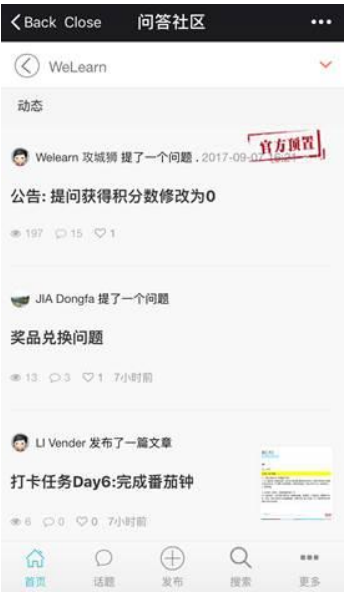 Back Close 问答社区
WeLearn
动态
官方顶置
Welearn 攻城狮 提了一个问题 . 2017-09-07
公告: 提问获得积分数修改为0
197 15 1
JIA Dongfa 提了一个问题
奖品兑换问题
13 3 1 7小时前
LI Vender 发布了一篇文章
打卡任务Day6:完成番茄钟
6 0 0 7小时前
首页 话题 发布 搜索 更多